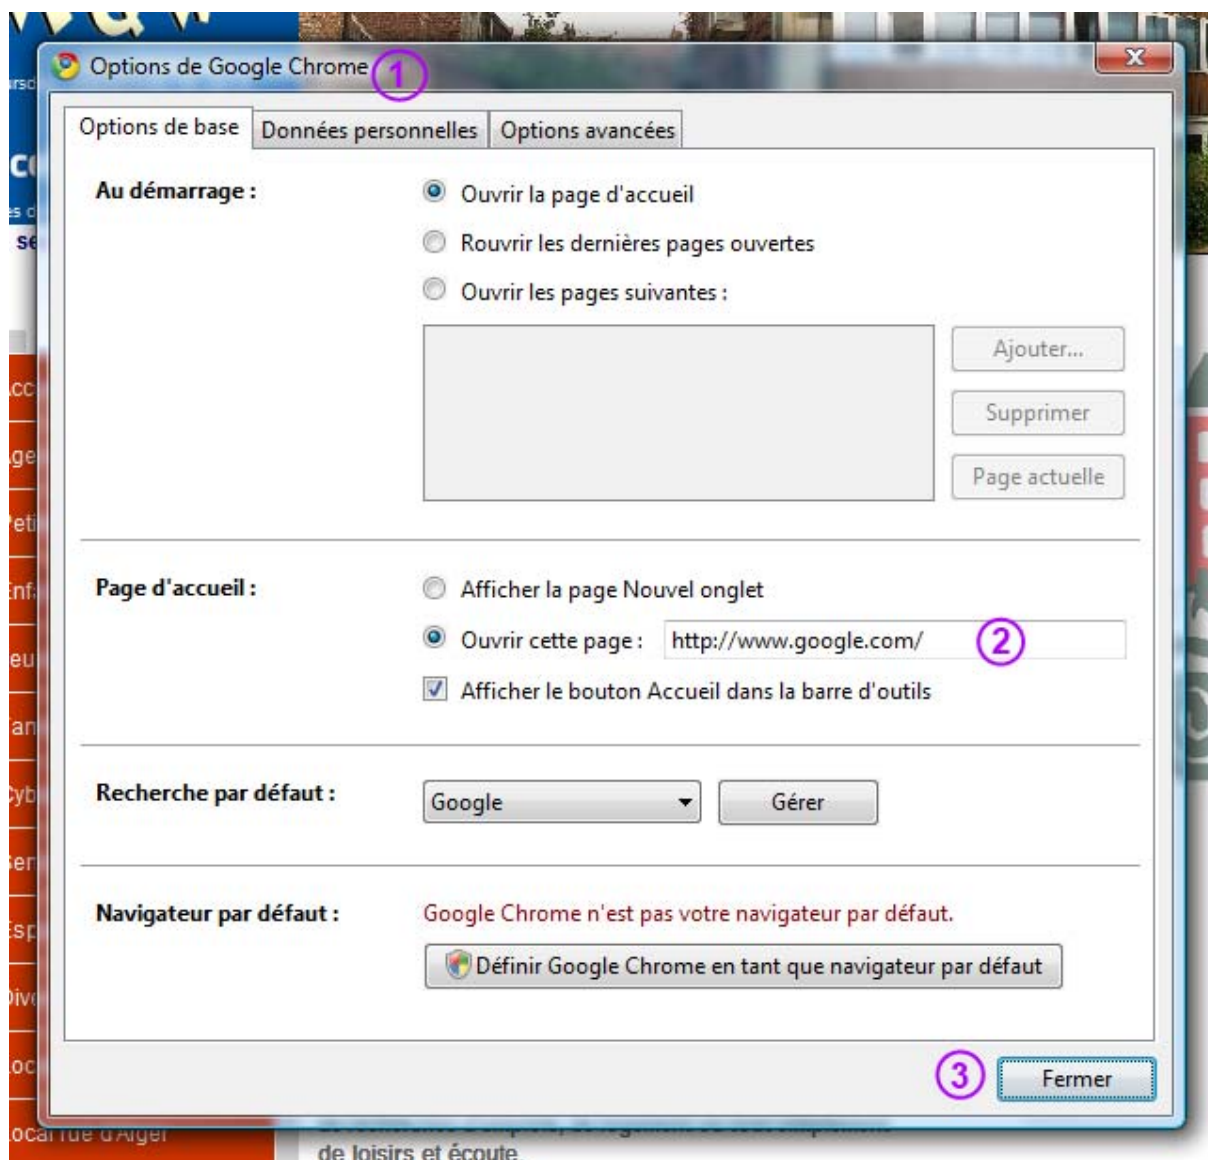 Options de Google Chrome 1
X
Options de base Données personnelles Options avancées
Au démarrage :
Ouvrir la page d'accueil
Rouvrir les dernières pages ouvertes
Ouvrir les pages suivantes :
Ajouter...
Supprimer
Page actuelle
Page d'accueil :
Afficher la page Nouvel onglet
Ouvrir cette page : http://www.google.com/ 2
Afficher le bouton Accueil dans la barre d'outils
Recherche par défaut : Google Gérer
Navigateur par défaut : Google Chrome n'est pas votre navigateur par défaut.
Définir Google Chrome en tant que navigateur par défaut
3 Fermer
rue d'Alger
de loisirs et écoute.